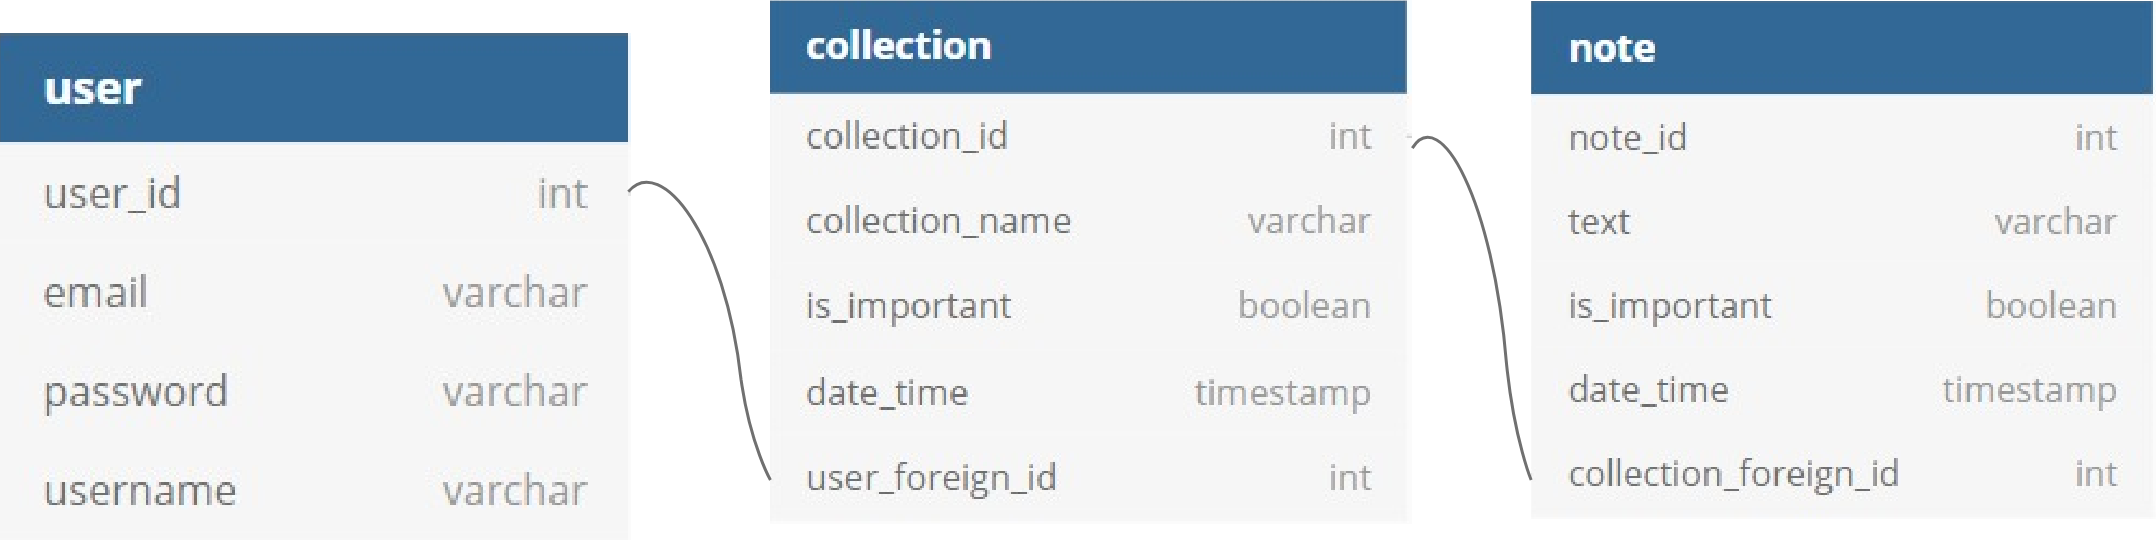 user
user_id int
email varchar
password varchar
username varchar
collection
collection_id int
collection_name varchar
is_important boolean
date_time timestamp
user_foreign_id int
note
note_id int
text varchar
is_important boolean
date_time timestamp
collection_foreign_id int